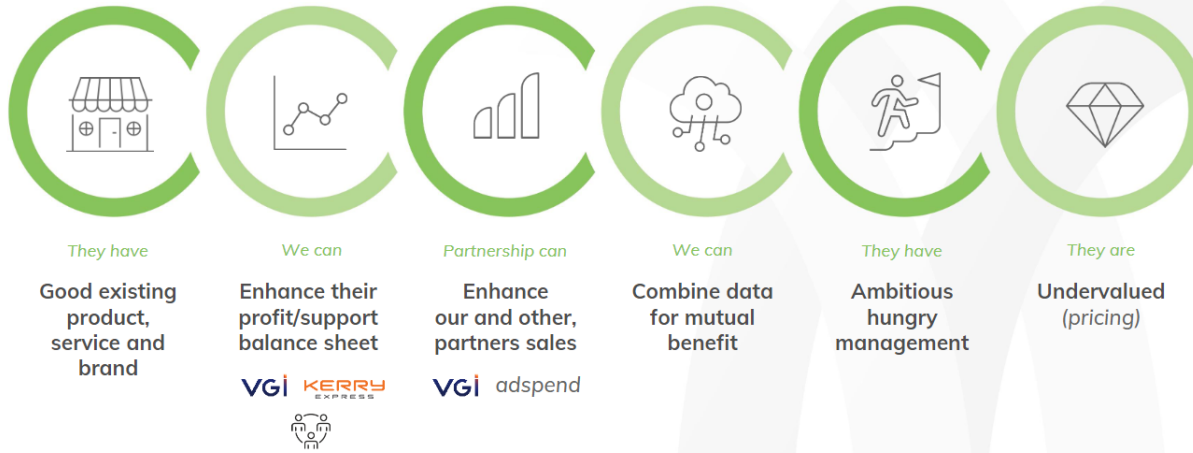 They have
Good existing
product,
service and
brand
We can
Enhance their
profit/support
balance sheet
VGI KERRY
EXPRESS
Partnership can
Enhance
our and other,
partners sales
VGI adspend
We can
Combine data
for mutual
benefit
They have
Ambitious
hungry
management
They are
Undervalued
(pricing)